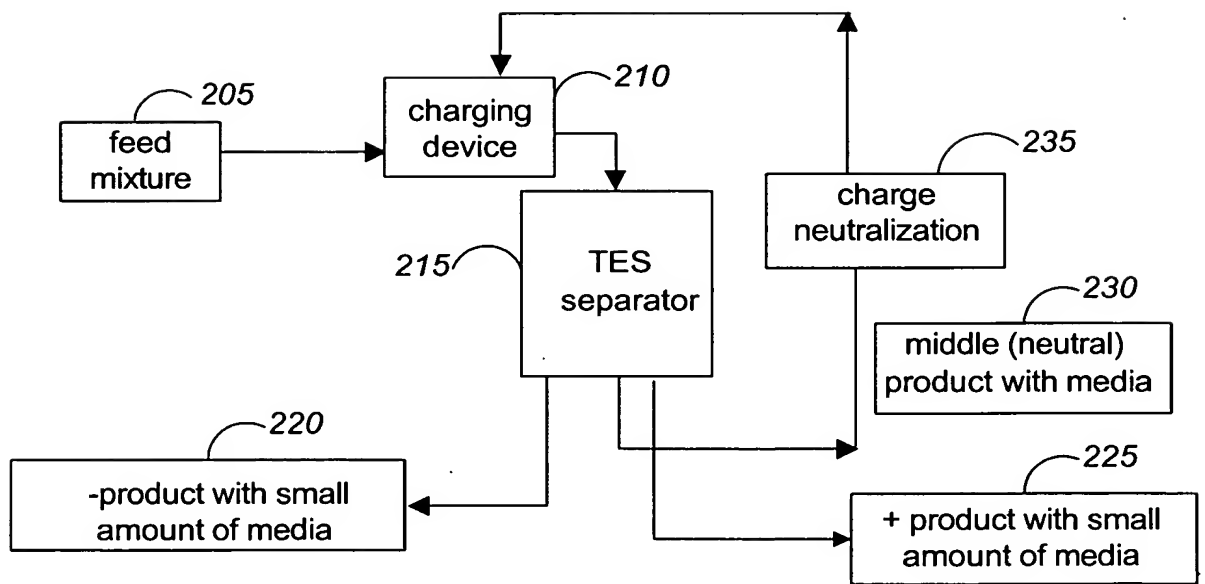 210
charging
device
205
feed
mixture
235
charge
neutralization
215
TES
separator
230
middle (neutral)
product with media
220
-product with small
amount of media
225
+ product with small
amount of media